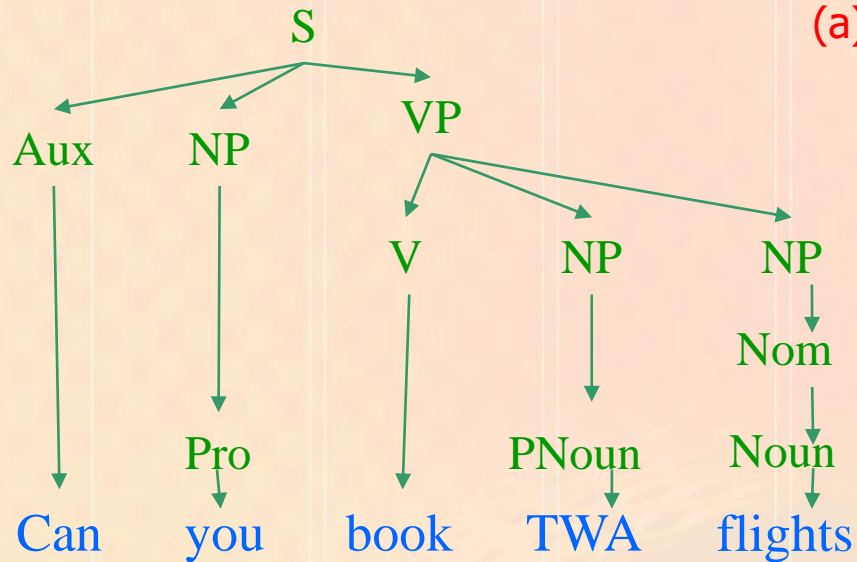 S
(a)
Aux NP VP
V NP NP
Nom
Pro PNoun Noun
Can you book TWA flights